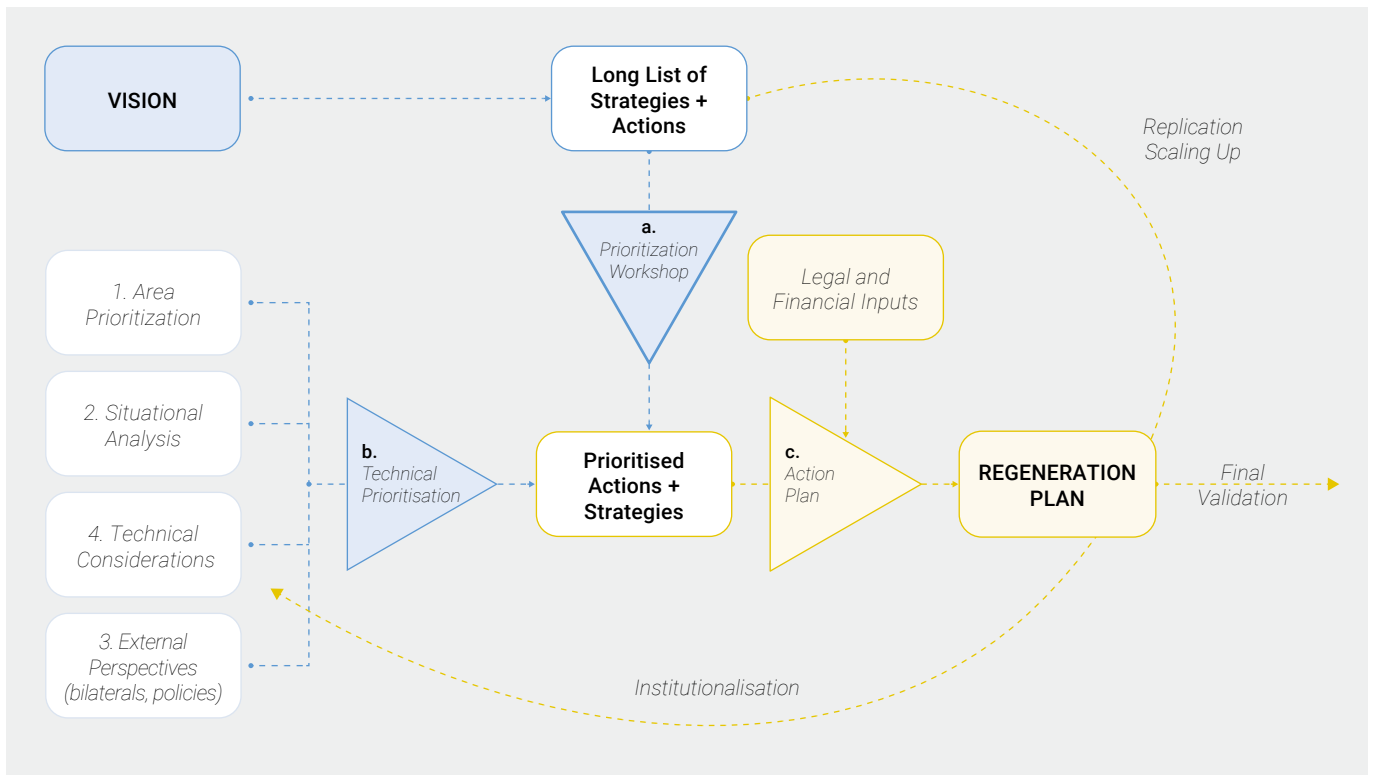 VISION
Long List of
Strategies +
Actions
Replication
Scaling Up
a.
Prioritization
Workshop
Legal and
Financial Inputs
1. Area
Prioritization
2. Situational
Analysis
4. Technical
Considerations
3. External
Perspectives
(bilaterals, policies)
b.
Technical
Prioritisation
Prioritised
Actions +
Strategies
c.
Action
Plan
REGENERATION
PLAN
Final
Validation
Institutionalisation